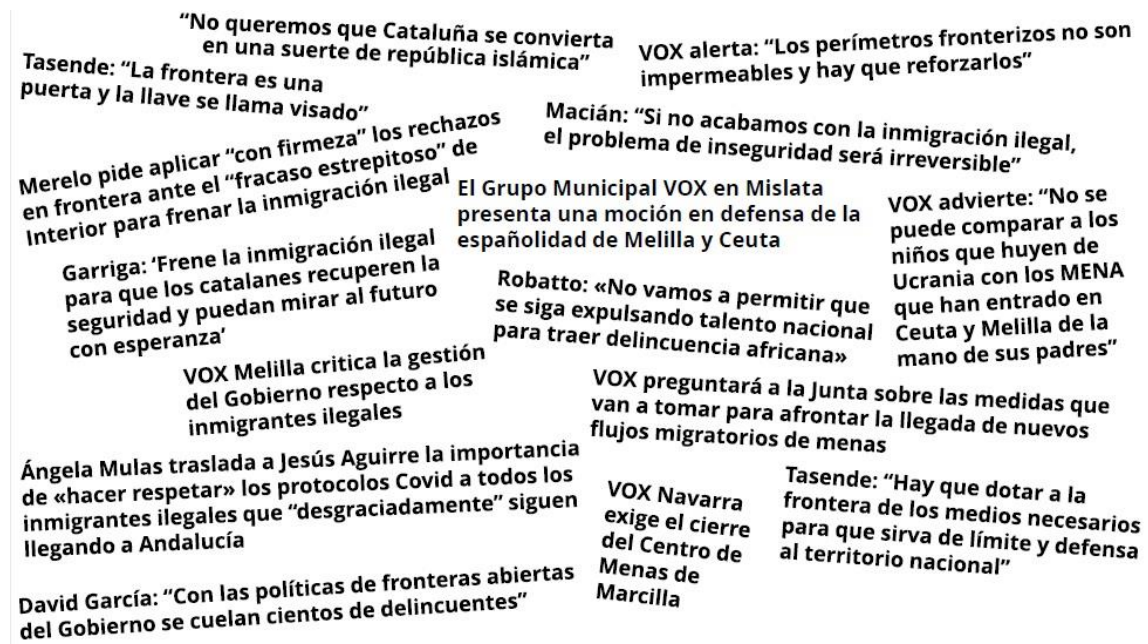 “No queremos que Cataluña se convierta
en una suerte de república islámica”
VOX alerta: “Los perímetros fronterizos no son
impermeables y hay que reforzarlos”
Tasende: “La frontera es una
puerta y la llave se llama visado”
Macián: “Si no acabamos con la inmigración ilegal,
el problema de inseguridad será irreversible”
Merelo pide aplicar “con firmeza” los rechazos
en frontera ante el “fracaso estrepitoso” de
Interior para frenar la inmigración ilegal
El Grupo Municipal VOX en Mislata
presenta una moción en defensa de la
españolidad de Melilla y Ceuta
VOX advierte: “No se
puede comparar a los
niños que huyen de
Ucrania con los MENA
que han entrado en
Ceuta y Melilla de la
mano de sus padres”
Garriga: ‘Frene la inmigración ilegal
para que los catalanes recuperen la
seguridad y puedan mirar al futuro
con esperanza’
Robatto: «No vamos a permitir que
se siga expulsando talento nacional
para traer delincuencia africana»
VOX Melilla critica la gestión
del Gobierno respecto a los
inmigrantes ilegales
VOX preguntará a la Junta sobre las medidas que
van a tomar para afrontar la llegada de nuevos
flujos migratorios de menas
Ángela Mulas traslada a Jesús Aguirre la importancia
de «hacer respetar» los protocolos Covid a todos los
inmigrantes ilegales que “desgraciadamente” siguen
llegando a Andalucía
VOX Navarra
exige el cierre
del Centro de
Menas de
Marcilla
Tasende: “Hay que dotar a la
frontera de los medios necesarios
para que sirva de límite y defensa
al territorio nacional”
David García: “Con las políticas de fronteras abiertas
del Gobierno se cuelan cientos de delincuentes”